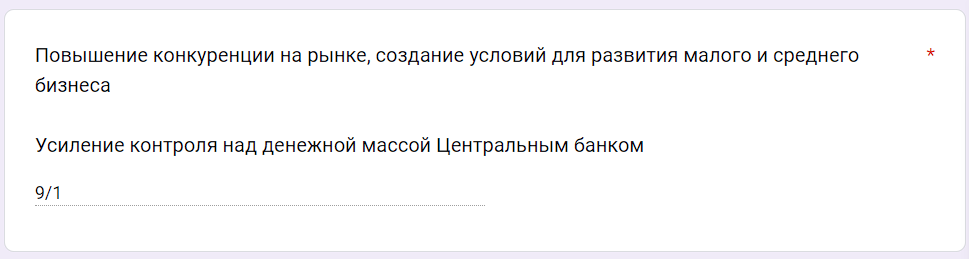 Повышение конкуренции на рынке, создание условий для развития малого и среднего *
бизнеса
Усиление контроля над денежной массой Центральным банком
9/1